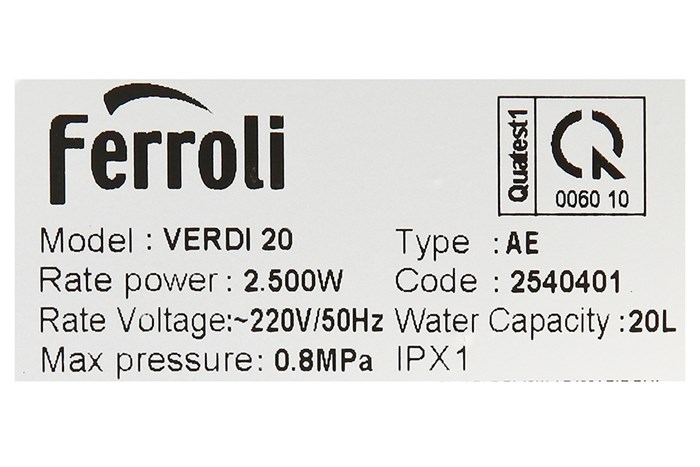 Ferroli
Quatest1
0060 10
Model : VERDI 20
Type : AE
Rate power : 2.500W
Code : 2540401
Rate Voltage:~220V/50Hz
Water Capacity :20L
Max pressure: 0.8MPa
IPX1